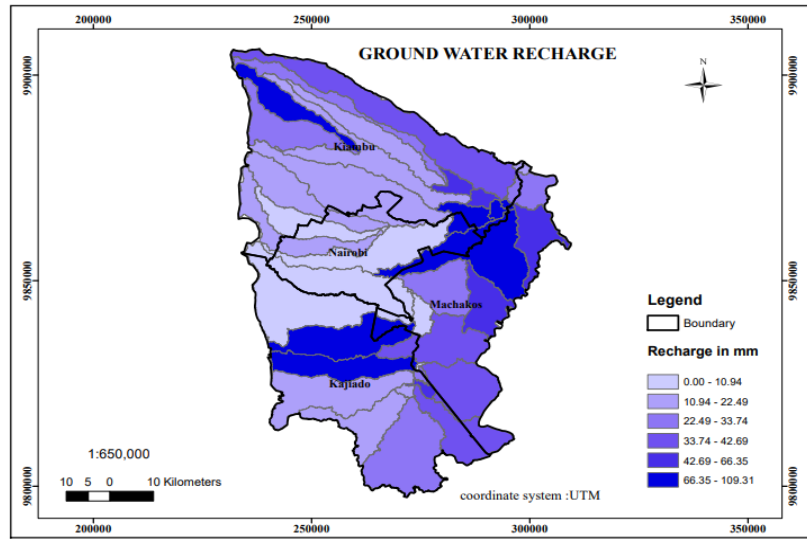 200000 250000 300000 350000
GROUND WATER RECHARGE
N
9900000 9900000
Kiambu
Nairobi
9850000 9850000
Machakos
Legend
Boundary
Recharge in mm
0.00 - 10.94
10.94 - 22.49
22.49 - 33.74
33.74 - 42.69
42.69 - 66.35
66.35 - 109.31
Kajiado
1:650,000
10 5 0 10 Kilometers
coordinate system :UTM
9800000 9800000
200000 250000 300000 350000